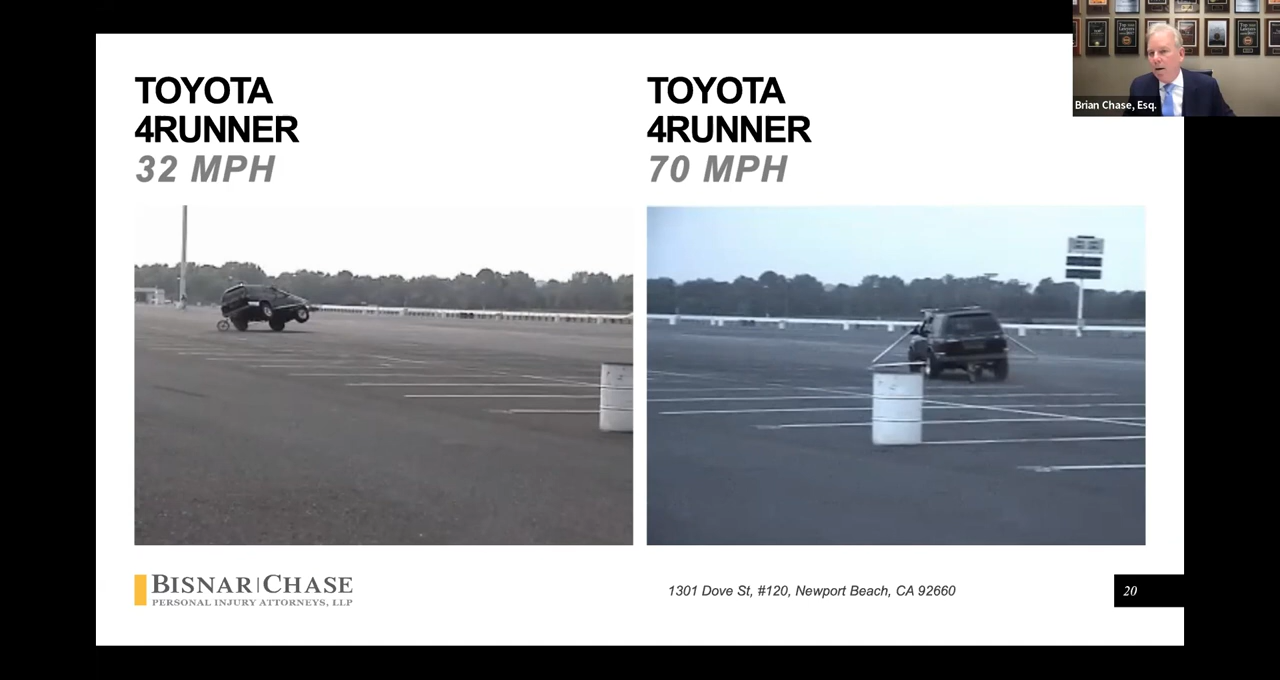 TOYOTA
4RUNNER
32 MPH
TOYOTA
4RUNNER
70 MPH
Brian Chase, Esq.
BISNAR|CHASE
PERSONAL INJURY ATTORNEYS, LLP
1301 Dove St, #120, Newport Beach, CA 92660
20